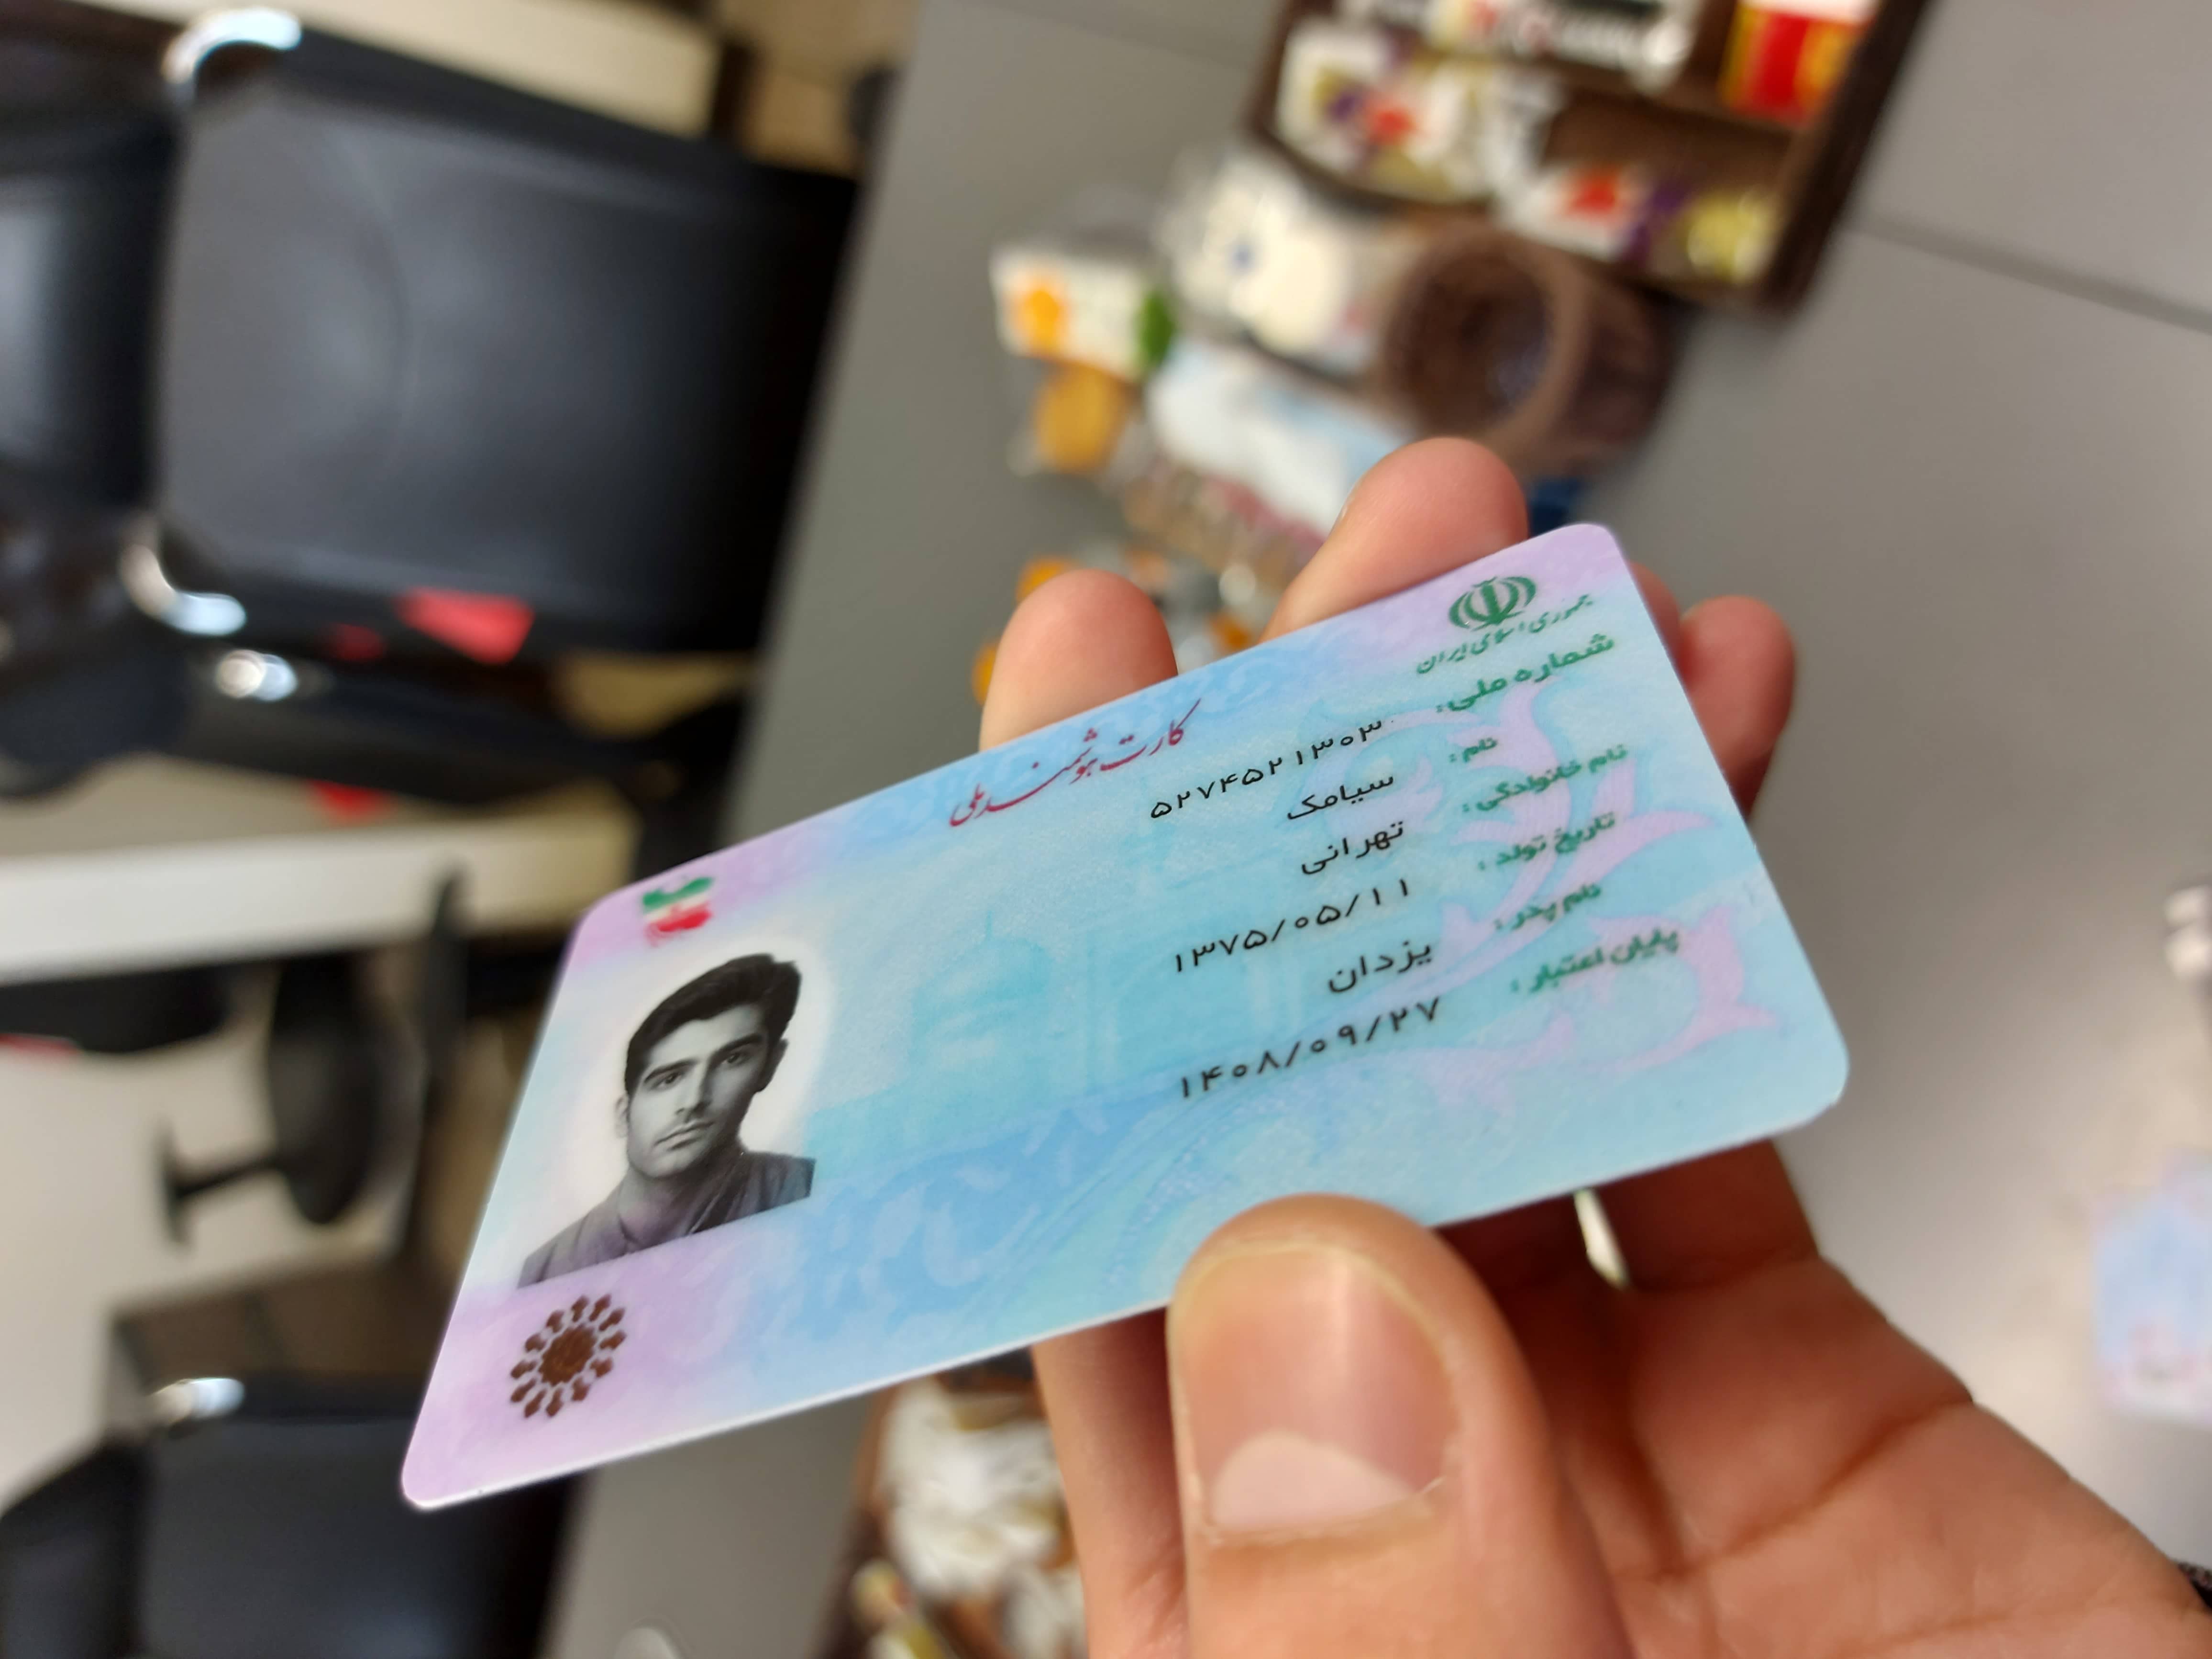 جمهوری اسلامی ایران
کارت هوشمند ملی
شماره ملی: ۵۲۷۴۵۲۱۳۰۳
نام: سیامک
نام خانوادگی: تهرانی
تاریخ تولد: ۱۳۷۵/۰۵/۱۱
نام پدر: یزدان
پایان اعتبار: ۱۴۰۸/۰۹/۲۷